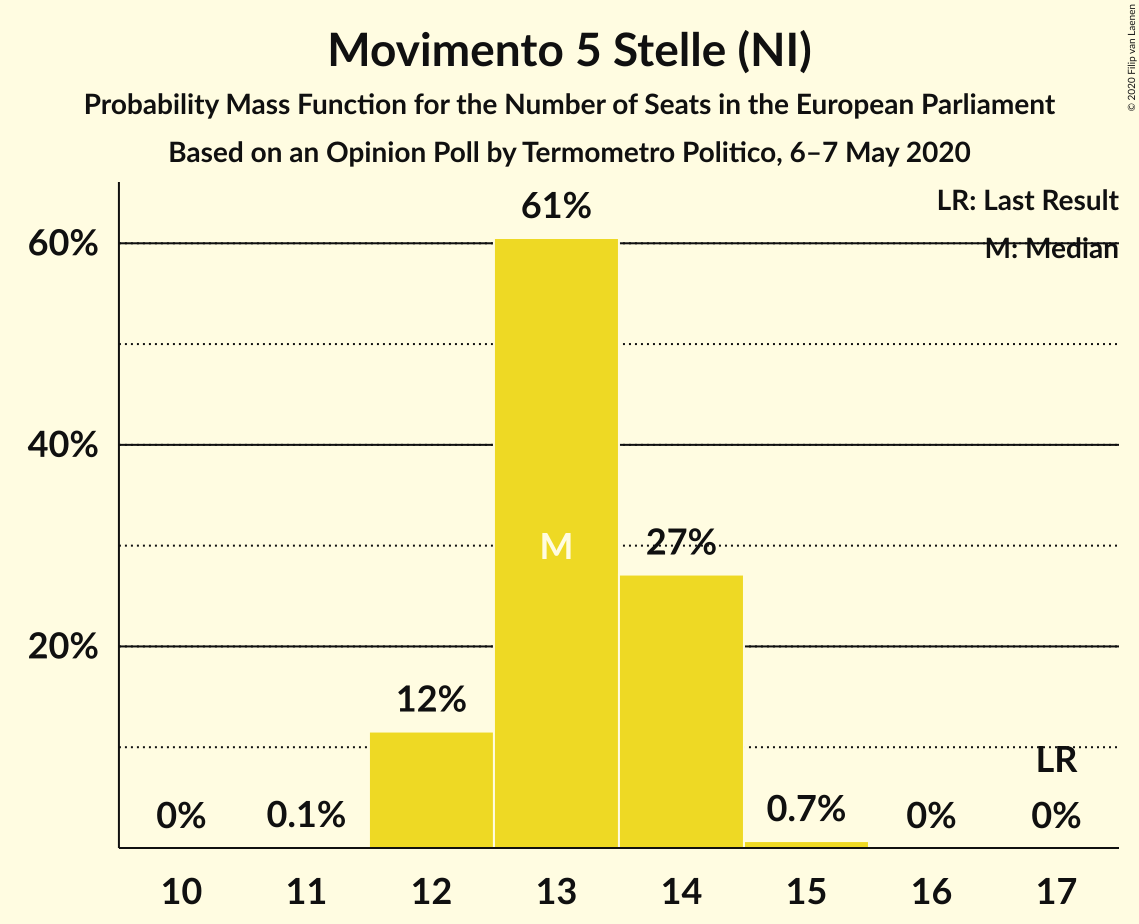 Movimento 5 Stelle (NI)
Probability Mass Function for the Number of Seats in the European Parliament
Based on an Opinion Poll by Termometro Politico, 6–7 May 2020
© 2020 Filip van Laenen
LR: Last Result
M: Median
60%
40%
20%
0%
0.1%
12%
61%
M
27%
0.7%
0%
LR
0%
10 11 12 13 14 15 16 17